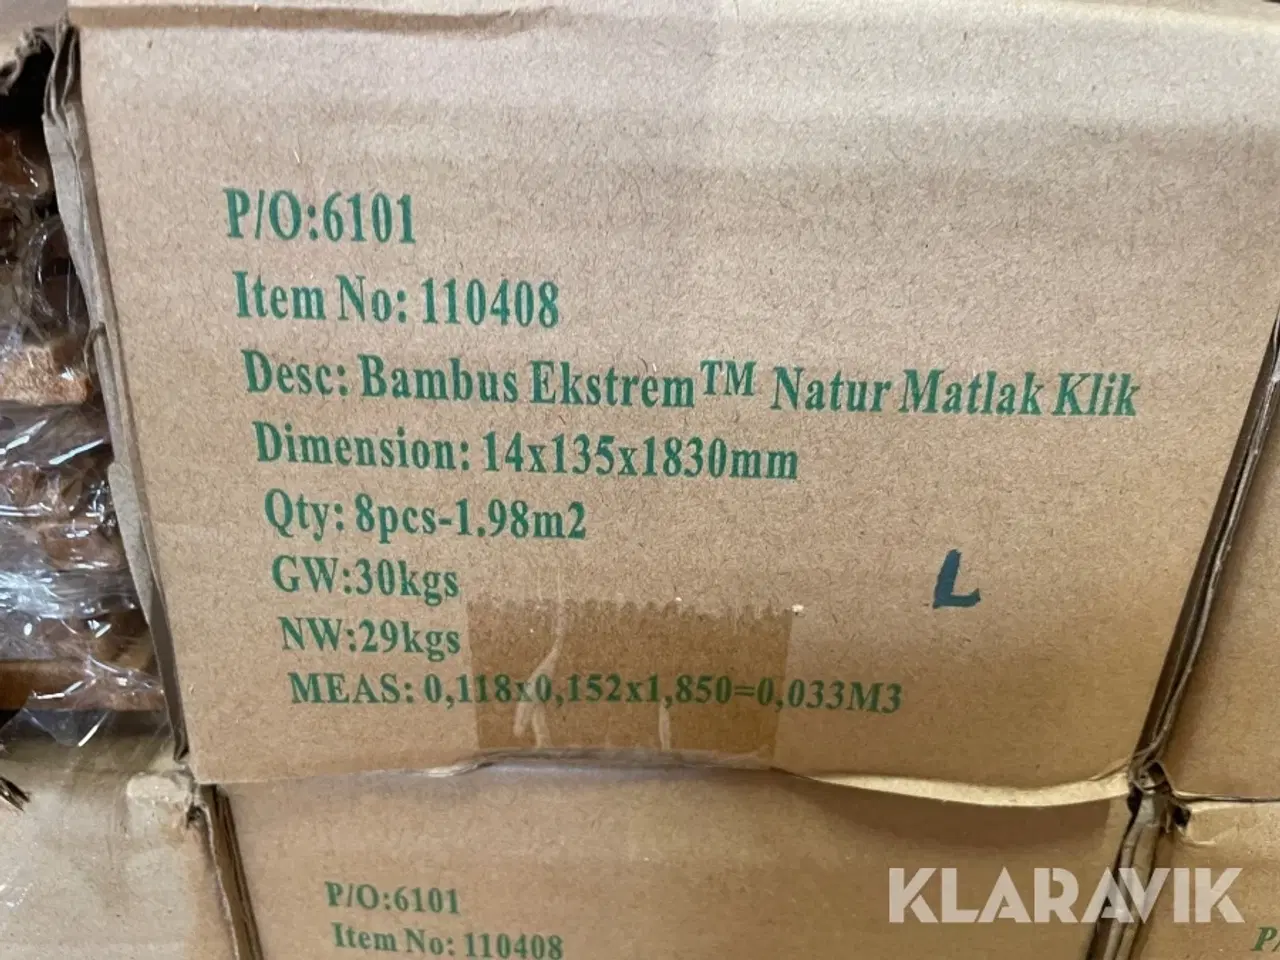 P/O:6101
Item No: 110408
Desc: Bambus Ekstrem™ Natur Matlak Klik
Dimension: 14x135x1830mm
Qty: 8pcs-1.98m2
GW:30kgs
NW:29kgs
MEAS: 0,118x0,152x1,850=0,033M3
L
P/O:6101
Item No: 110408
KLARAVIK
P/